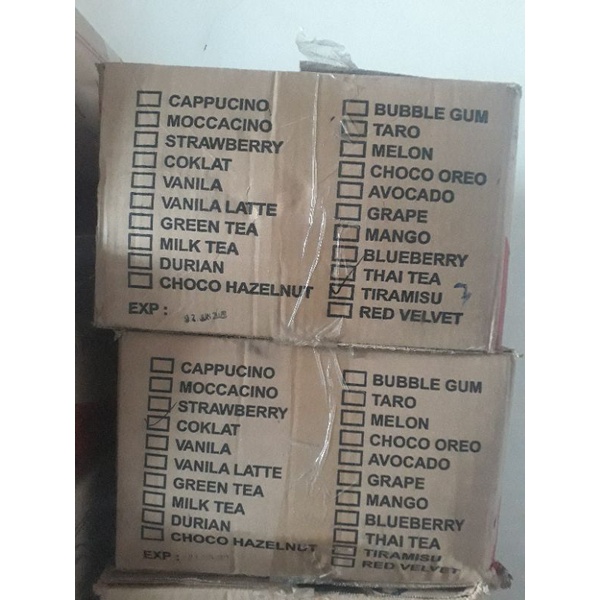 CAPPUCINO
MOCCACINO
STRAWBERRY
COKLAT
VANILA
VANILA LATTE
GREEN TEA
MILK TEA
DURIAN
CHOCO HAZELNUT
EXP :
BUBBLE GUM
TARO
MELON
CHOCO OREO
AVOCADO
GRAPE
MANGO
BLUEBERRY
THAI TEA
TIRAMISU
RED VELVET
CAPPUCINO
MOCCACINO
STRAWBERRY
COKLAT
VANILA
VANILA LATTE
GREEN TEA
MILK TEA
DURIAN
CHOCO HAZELNUT
EXP :
BUBBLE GUM
TARO
MELON
CHOCO OREO
AVOCADO
GRAPE
MANGO
BLUEBERRY
THAI TEA
TIRAMISU
RED VELVET